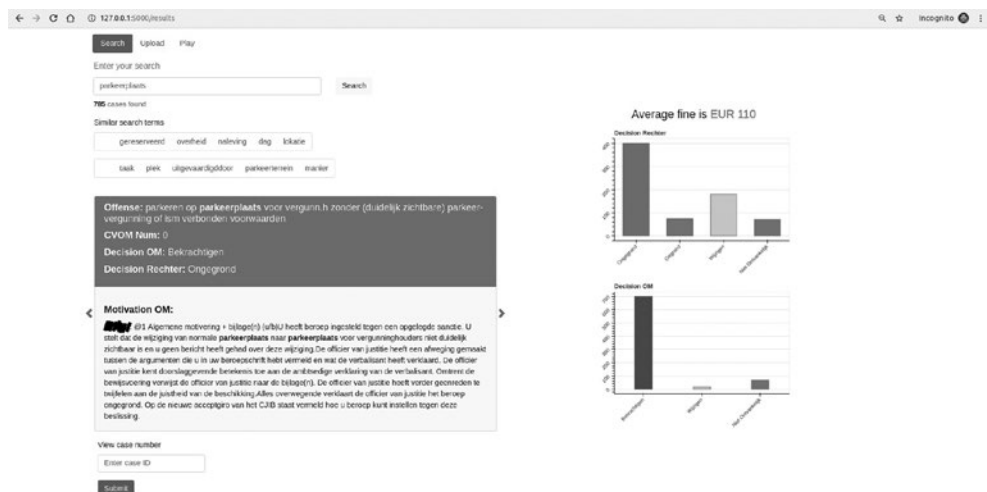 127.0.0.1:5000/results
Incognito
Search Upload Play
Enter your search
parkeerplaats
Search
785 cases found
Similar search terms
gereserveerd overheid naleving dag lokatie
taak plek uitgevaardigddoor parkeerterrein manier
Offense: parkeren op parkeerplaats voor vergunn.h zonder (duidelijk zichtbare) parkeer-
vergunning of ism verbonden voorwaarden
CVOM Num: 0
Decision OM: Bekrachtigen
Decision Rechter: Ongegrond
Motivation OM:
@1 Algemene motivering + bijlage(n) (u/b)U heeft beroep ingesteld tegen een opgelegde sanctie. U
stelt dat de wijziging van normale parkeerplaats naar parkeerplaats voor vergunninghouders niet duidelijk
zichtbaar is en u geen bericht heeft gehad over deze wijziging.De officier van justitie heeft een afweging gemaakt
tussen de argumenten die u in uw beroepschrift hebt vermeld en wat de verbalisant heeft verklaard. De officier
van justitie kent doorslaggevende betekenis toe aan de ambtsedige verklaring van de verbalisant. Omtrent de
bewijsvoering verwijst de officier van justitie naar de bijlage(n). De officier van justitie heeft verder geen reden te
twijfelen aan de juistheid van de beschikking.Alles overwegende verklaart de officier van justitie het beroep
ongegrond. Op de nieuwe acceptgiro van het CJIB staat vermeld hoe u beroep kunt instellen tegen deze
beslissing.
View case number
Enter case ID
Submit
Average fine is EUR 110
Decision Rechter
Ongegrond Gegrond Wijzigen Niet Ontvankelijk
Decision OM
Bekrachtigen Wijzigen Niet Ontvankelijk